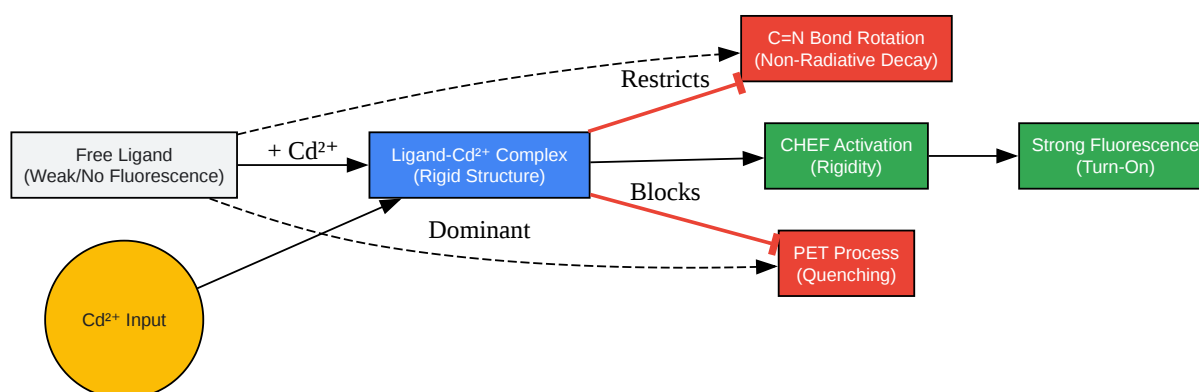 C=N Bond Rotation
(Non-Radiative Decay)
Restricts
Free Ligand
(Weak/No Fluorescence)
+ Cd²⁺
Ligand-Cd²⁺ Complex
(Rigid Structure)
CHEF Activation
(Rigidity)
Strong Fluorescence
(Turn-On)
Blocks
Dominant
PET Process
(Quenching)
Cd²⁺ Input